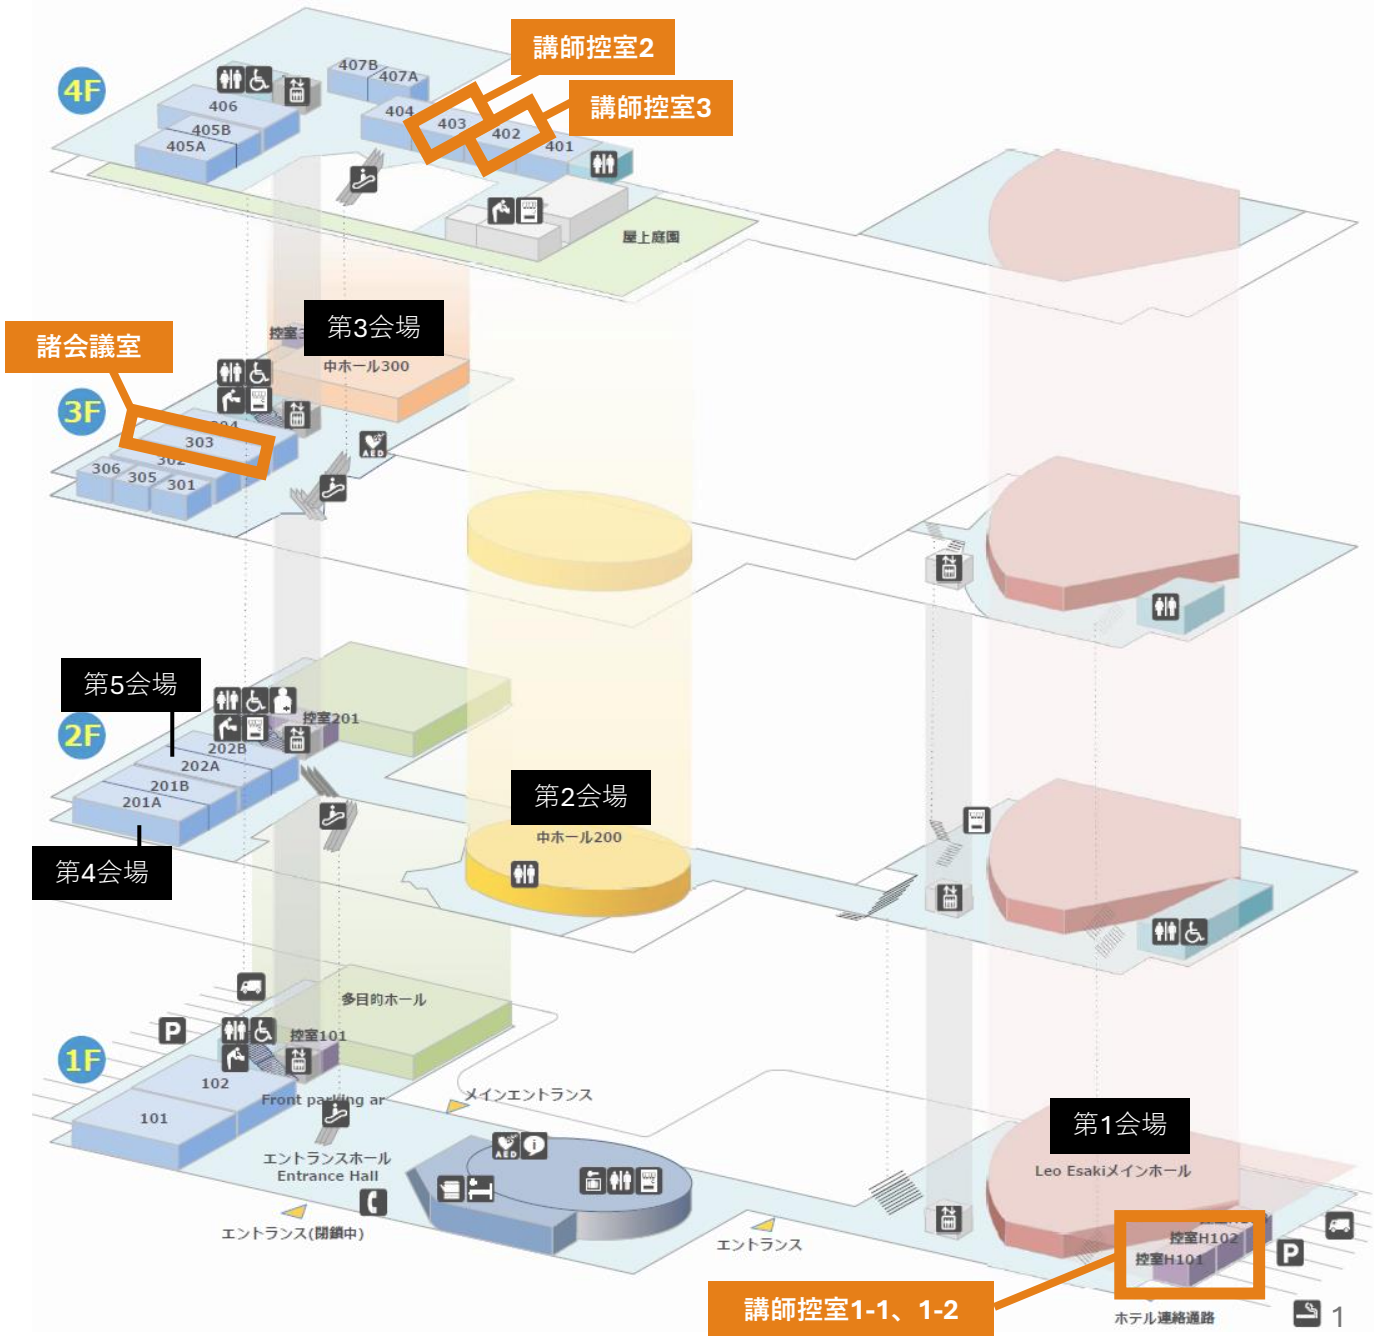 講師控室2
4F
407B
407A
講師控室3
406
404
403
405B
402
405A
401
屋上庭園
第3会場
控室3
諸会議室
中ホール300
3F
304
303
302
306
305
301
AED
第5会場
控室201
2F
202B
202A
201B
201A
第2会場
中ホール200
第4会場
多目的ホール
P
控室101
1F
102
Front parking ar
メインエントランス
101
第1会場
AED
エントランスホール
Entrance Hall
Leo Esakiメインホール
エントランス(閉鎖中)
エントランス
控室H102
控室H101
P
講師控室1-1、1-2
ホテル連絡通路
1